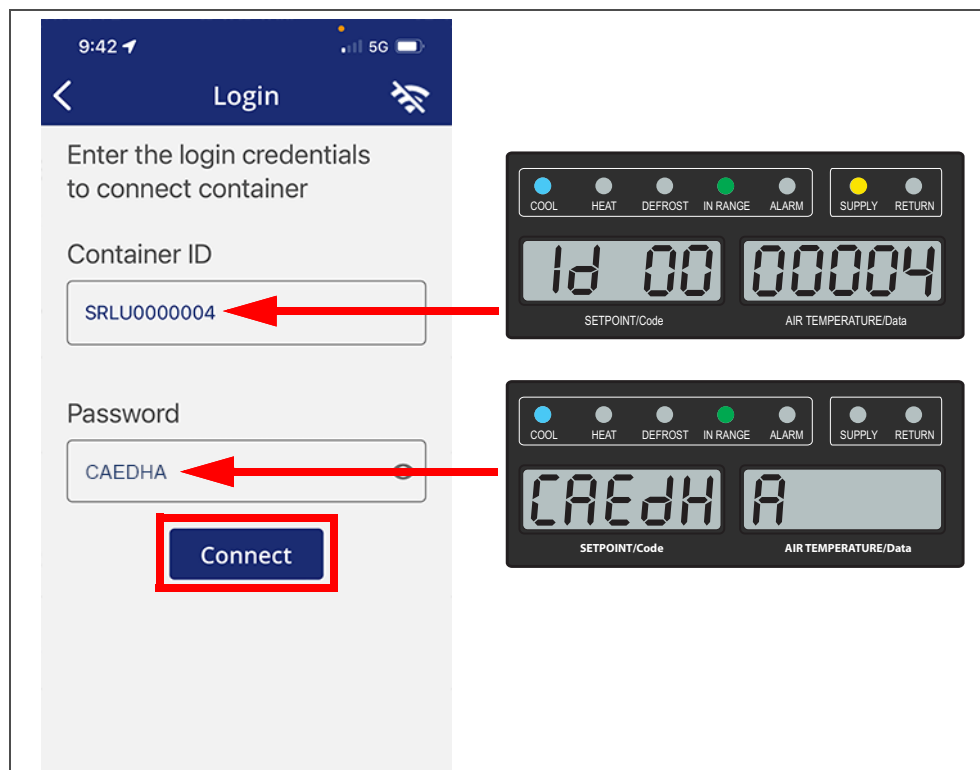 9:42 5G
Login
Enter the login credentials
to connect container
Container ID
SRLU0000004
Password
CAEDHA
Connect
COOL HEAT DEFROST IN RANGE ALARM SUPPLY RETURN
Id 00 00004
SETPOINT/Code AIR TEMPERATURE/Data
COOL HEAT DEFROST IN RANGE ALARM SUPPLY RETURN
CAEdH A
SETPOINT/Code AIR TEMPERATURE/Data